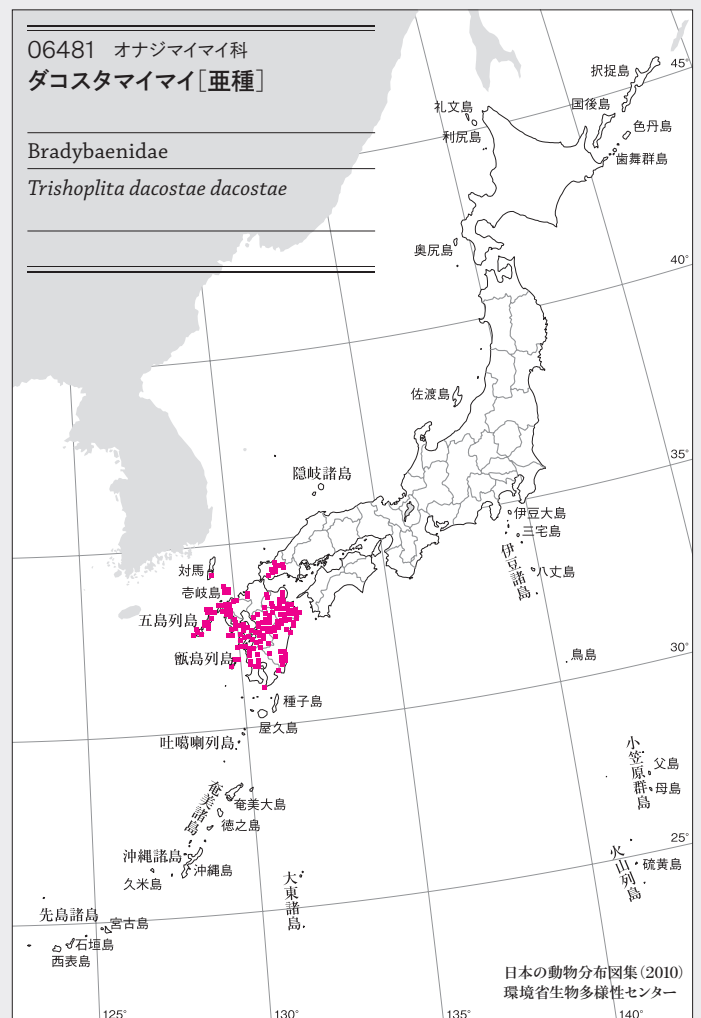 06481 オナジマイマイ科
ダコスタマイマイ［亜種］
Bradybaenidae
Trishoplita dacostae dacostae
択捉島
45°
国後島
礼文島
色丹島
利尻島
歯舞群島
奥尻島
40°
佐渡島
35°
隠岐諸島
伊豆大島
三宅島
伊豆諸島
八丈島
対馬
壱岐島
五島列島
甑島列島
鳥島
30°
種子島
屋久島
吐噶喇列島
小笠原群島
父島
母島
奄美諸島
奄美大島
徳之島
25°
沖縄諸島
沖縄島
久米島
火山列島
硫黄島
大東諸島
先島諸島
宮古島
石垣島
西表島
日本の動物分布図集（2010）
環境省生物多様性センター
125°
130°
135°
140°